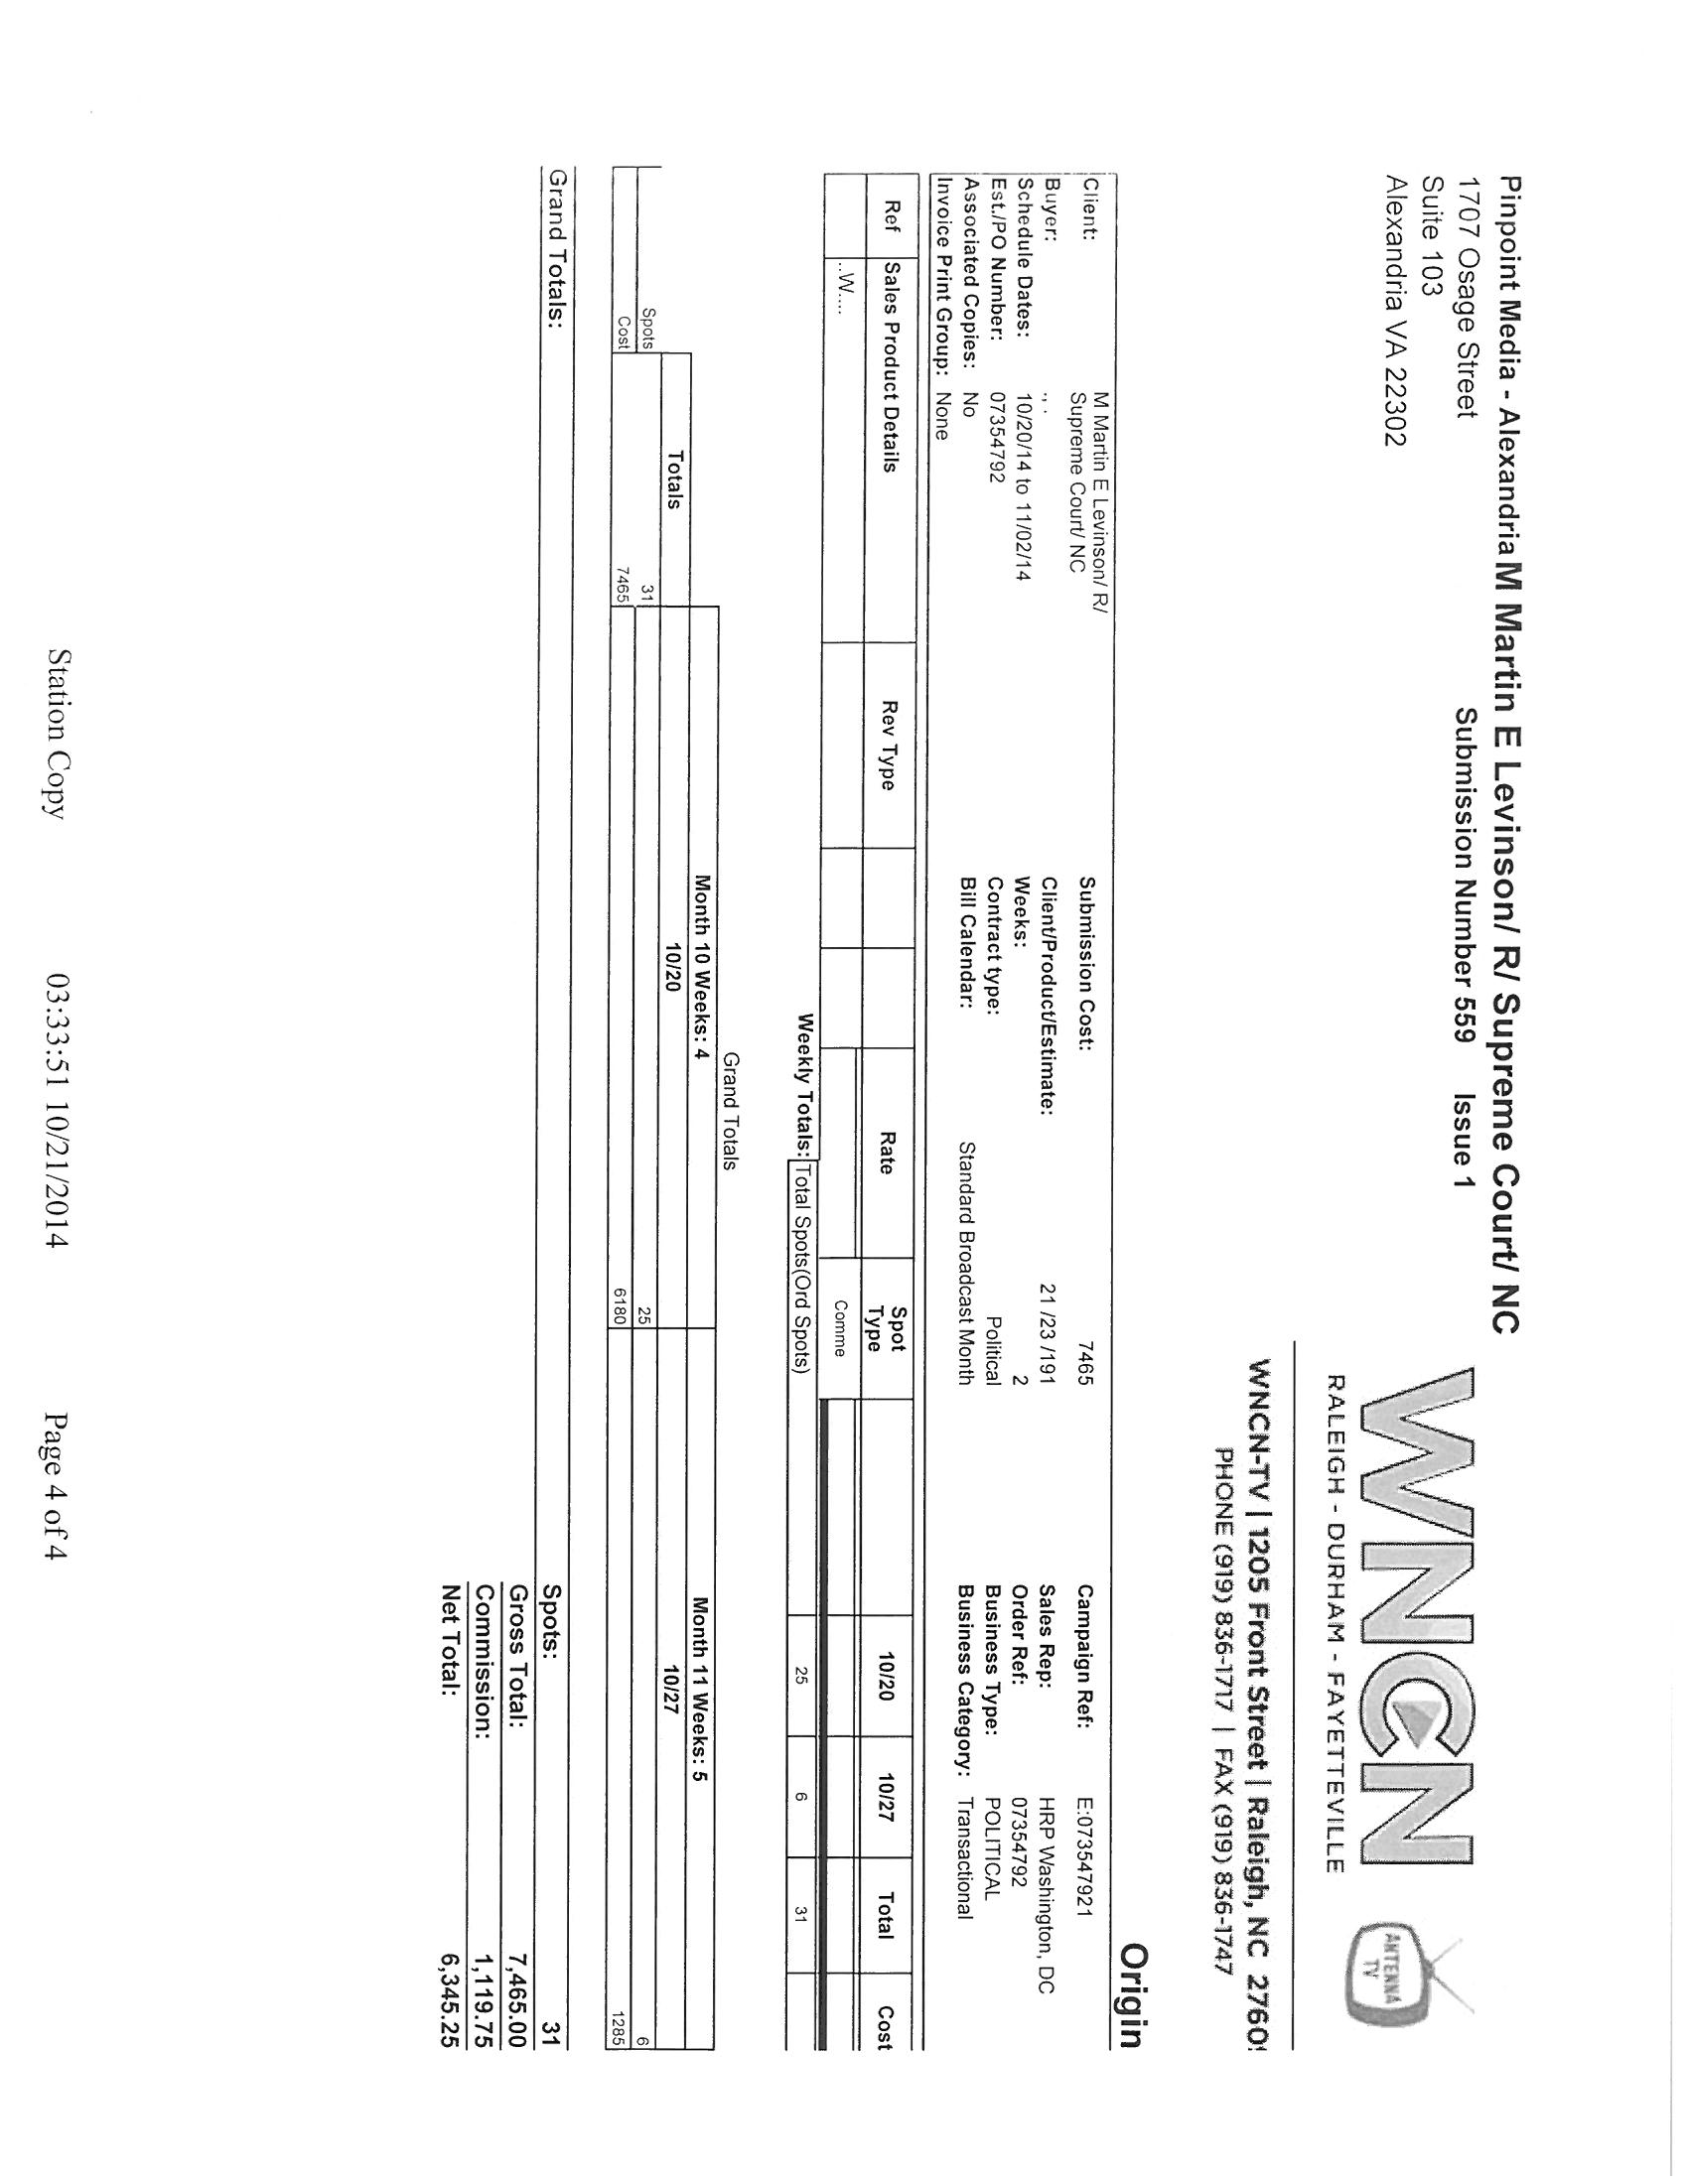 Pinpoint Media - Alexandria M Martin E Levinson/ R/ Supreme Court/ NC
1707 Osage Street
Suite 103
Alexandria VA 22302
Submission Number 559 Issue 1
WNCN
RALEIGH - DURHAM - FAYETTEVILLE
ANTENNA
TV
WNCN-TV | 1205 Front Street | Raleigh, NC 2760
PHONE (919) 836-1717 | FAX (919) 836-1747
Origin
Client: M Martin E Levinson/ R/ Submission Cost: 7465 Campaign Ref: E:073547921
Supreme Court/ NC
Buyer: ., . Client/Product/Estimate: 21 /23 /191 Sales Rep: HRP Washington, DC
Schedule Dates: 10/20/14 to 11/02/14 Weeks: 2 Order Ref: 07354792
Est./PO Number: 07354792 Contract type: Political Business Type: POLITICAL
Associated Copies: No Bill Calendar: Standard Broadcast Month Business Category: Transactional
Invoice Print Group: None
Ref Sales Product Details Rev Type Rate Spot Type 10/20 10/27 Total Cost
..W.... Comme
Weekly Totals: Total Spots(Ord Spots) 25 6 31
Grand Totals
Month 10 Weeks: 4 Month 11 Weeks: 5
Totals 10/20 10/27
Spots 31 25 6
Cost 7465 6180 1285
Grand Totals: Spots: 31
Gross Total: 7,465.00
Commission: 1,119.75
Net Total: 6,345.25
Station Copy 03:33:51 10/21/2014 Page 4 of 4